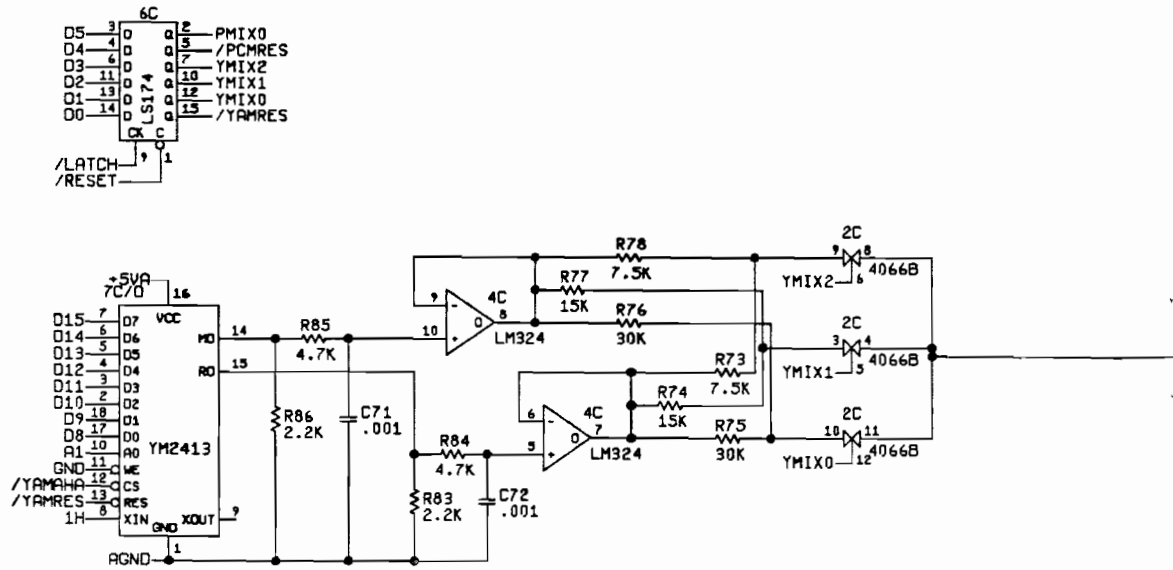 6C
D5 3 D Q 2 PMIX0
D4 4 D Q 5 /PCMRES
D3 6 D Q 7 YMIX2
D2 11 D Q 10 YMIX1
D1 13 D Q 12 YMIX0
D0 14 D Q 15 /YAMRES
LS174
CK C
/LATCH 9 1
/RESET
+5VA
7C/D 16
VCC
D15 7 D7
D14 6 D6 MO 14
D13 5 D5
D12 4 D4 RO 15
D11 3 D3
D10 2 D2
D9 18 D1
D8 17 D0
A1 10 A0
YM2413
GND 11 WE
/YAMAHA 12 CS
/YAMRES 13 RES
1H 8 XIN XOUT 9
GND
1
AGND
R85
4.7K
R86
2.2K
C71
.001
R84
4.7K
R83
2.2K
C72
.001
9 - 4C
10 + O 8
LM324
6 - 4C
5 + O 7
LM324
R78
7.5K
R77
15K
R76
30K
R73
7.5K
R74
15K
R75
30K
2C
9 8
4066B
YMIX2 6
2C
3 4
4066B
YMIX1 5
2C
10 11
4066B
YMIX0 12